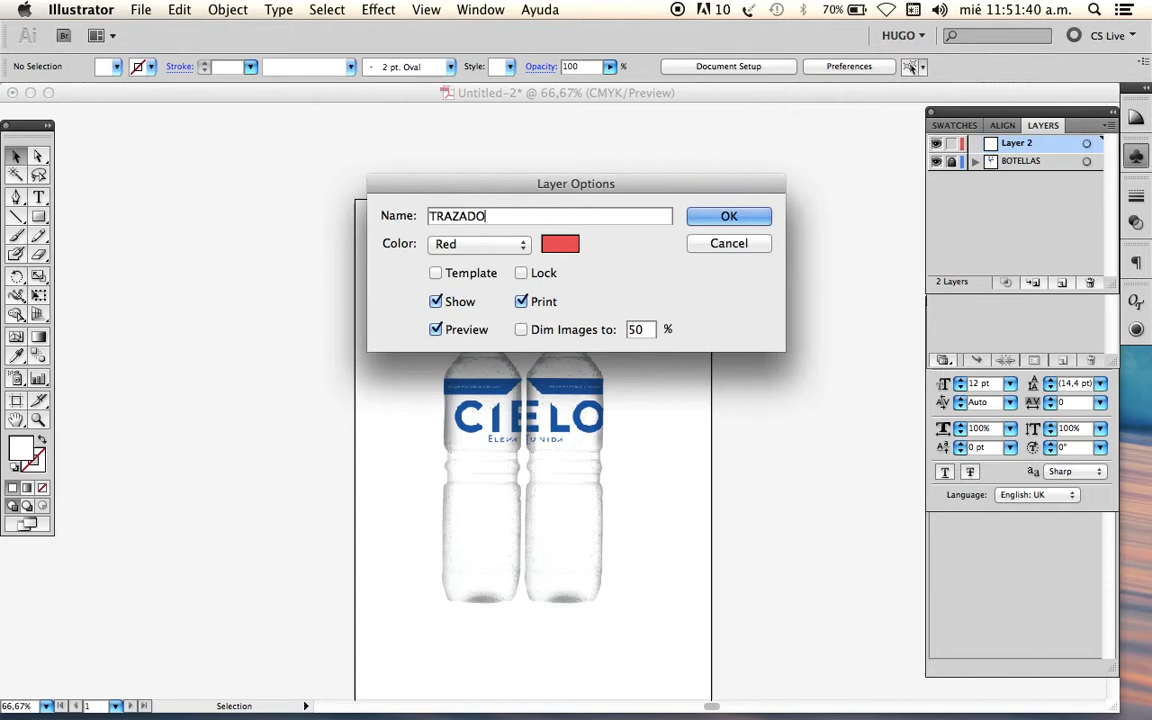 Illustrator File Edit Object Type Select Effect View Window Ayuda 10 70% mié 11:51:40 a.m.
Ai Br HUGO CS Live
No Selection Stroke: 2 pt. Oval Style: Opacity: 100 % Document Setup Preferences
Untitled-2* @ 66,67% (CMYK/Preview)
SWATCHES ALIGN LAYERS
Layer 2
BOTELLAS
2 Layers
Layer Options
Name: TRAZADO OK
Color: Red Cancel
Template Lock
Show Print
Preview Dim Images to: 50 %
CIELO
12 pt (14,4 pt)
Auto 0
100% 100%
0 pt 0°
Sharp
Language: English: UK
66,67% 1 Selection